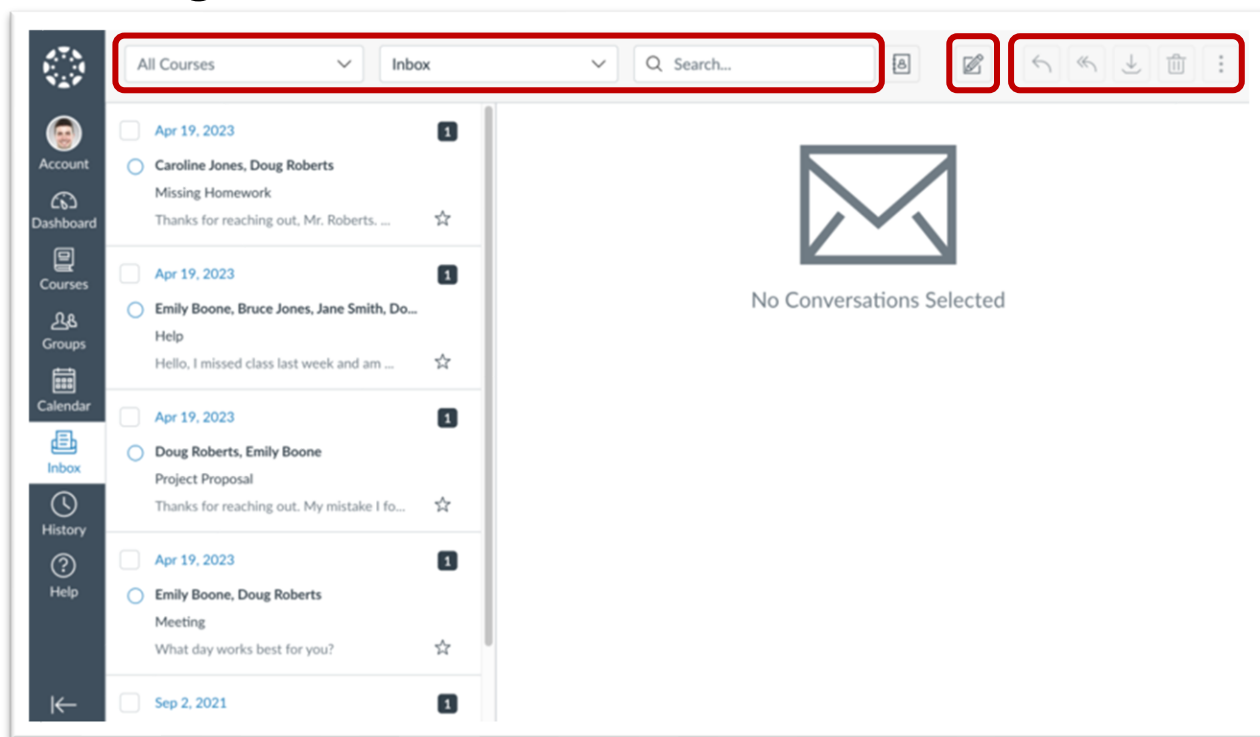 All Courses
Inbox
Search...
Account
Dashboard
Courses
Groups
Calendar
Inbox
History
Help
Apr 19, 2023
1
Caroline Jones, Doug Roberts
Missing Homework
Thanks for reaching out, Mr. Roberts. ...
Apr 19, 2023
1
Emily Boone, Bruce Jones, Jane Smith, Do...
Help
Hello, I missed class last week and am ...
Apr 19, 2023
1
Doug Roberts, Emily Boone
Project Proposal
Thanks for reaching out. My mistake I fo...
Apr 19, 2023
1
Emily Boone, Doug Roberts
Meeting
What day works best for you?
Sep 2, 2021
1
No Conversations Selected